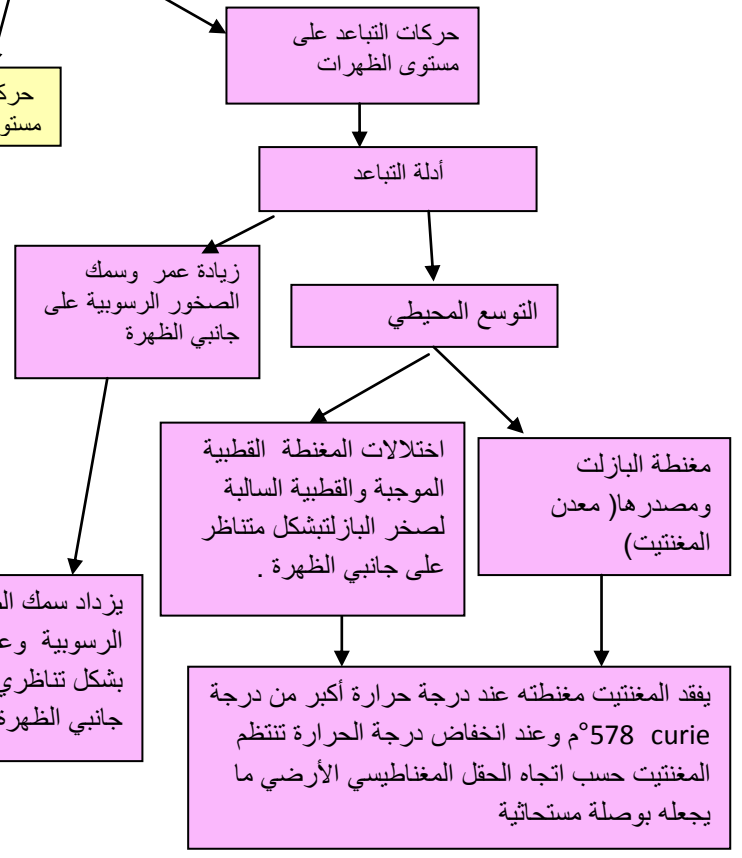 حركات التباعد على
مستوى الظهرات
أدلة التباعد
زيادة عمر وسمك
الصخور الرسوبية على
جانبي الظهرة
التوسع المحيطي
اختلالات المغنطة القطبية
الموجبة والقطبية السالبة
لصخر البازلتبشكل متناظر
على جانبي الظهرة .
مغنطة البازلت
ومصدرها( معدن
المغنتيت)
يزداد سمك
الرسوبية
بشكل تناظري
جانبي الظهرة
يفقد المغنتيت مغنطته عند درجة حرارة أكبر من درجة
curie 578°م وعند انخفاض درجة الحرارة تنتظم
المغنتيت حسب اتجاه الحقل المغناطيسي الأرضي ما
يجعله بوصلة مستحاثية